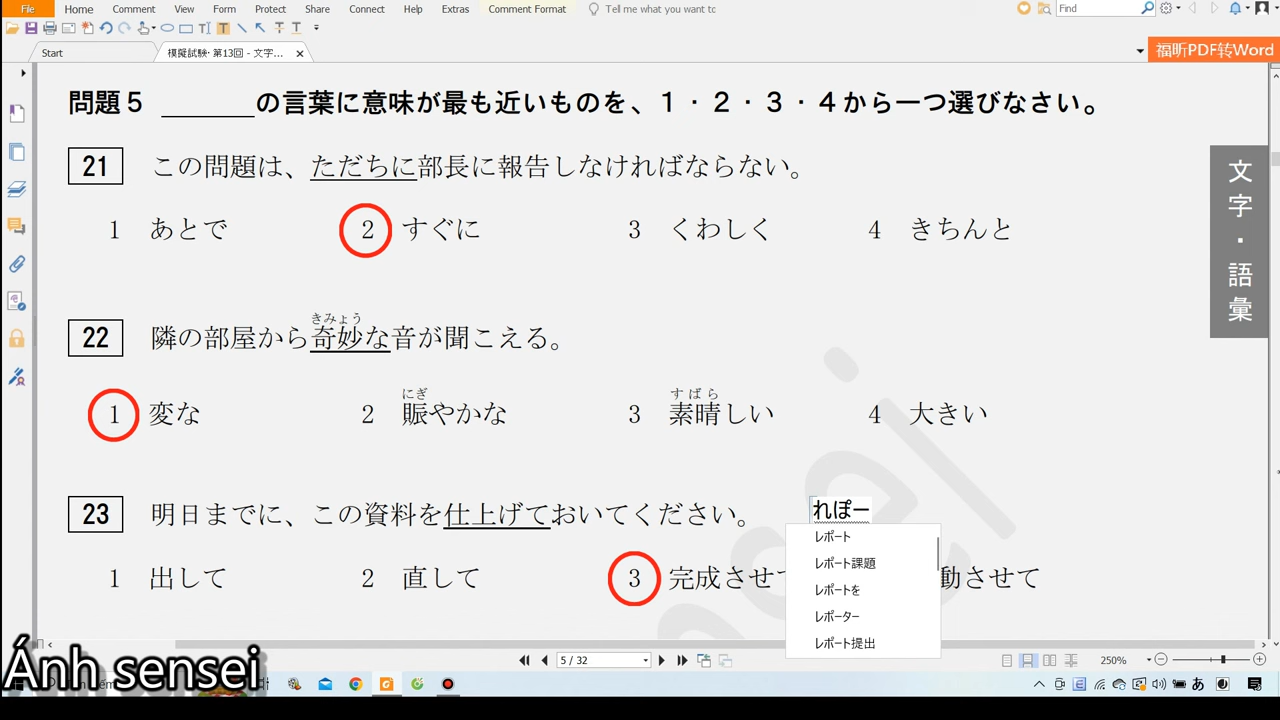 File Home Comment View Form Protect Share Connect Help Extras Comment Format Tell me what you want to Find
Start 模擬試験·第13回 - 文字... 福昕PDF转Word
問題5 ______の言葉に意味が最も近いものを、1・2・3・4から一つ選びなさい。
21 この問題は、ただちに部長に報告しなければならない。
1 あとで 2 すぐに 3 くわしく 4 きちんと
文字・語彙
きみょう
22 隣の部屋から奇妙な音が聞こえる。
にぎ すばら
1 変な 2 賑やかな 3 素晴しい 4 大きい
23 明日までに、この資料を仕上げておいてください。 れぽー
レポート
レポート課題
レポートを
レポーター
レポート提出
1 出して 2 直して 3 完成させ 動させて
5 / 32 250%
Ánh sensei
あ